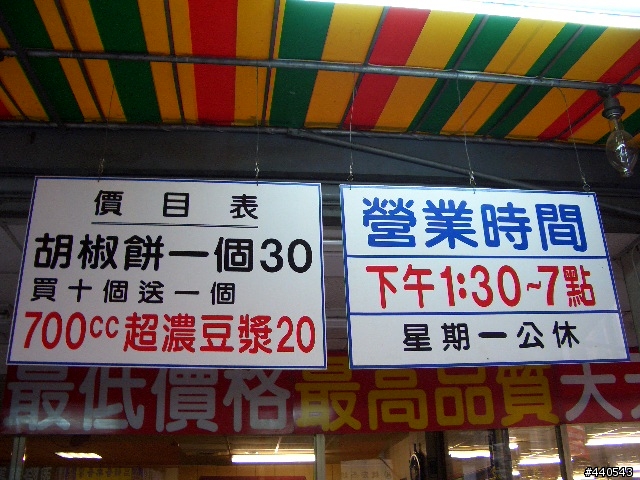 價目表
胡椒餅一個30
買十個送一個
700cc超濃豆漿20
營業時間
下午1:30~7點
星期一公休
最低價格最高品質大
#440543